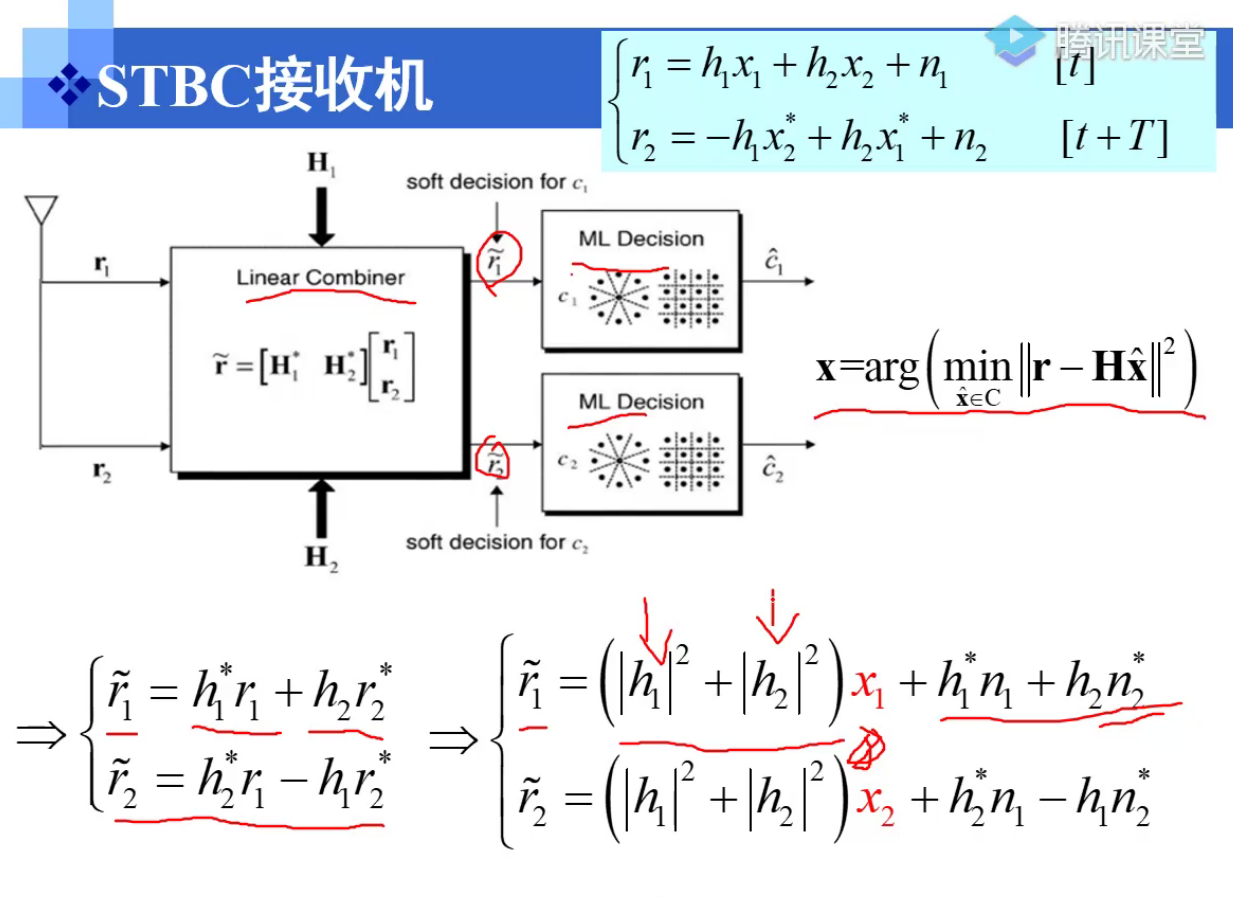 腾讯课堂
❖STBC接收机
r₁ = h₁x₁ + h₂x₂ + n₁ [t]
r₂ = −h₁x₂* + h₂x₁* + n₂ [t + T]
H₁
soft decision for c₁
r₁
Linear Combiner
r̃₁
ML Decision
c₁
ĉ₁
r̃ = [H₁* H₂*][r₁ r₂]
x=arg(min ‖r − Hx̂‖²)
x̂∈C
r₂
r̃₂
ML Decision
c₂
ĉ₂
H₂
soft decision for c₂
⇒ r̃₁ = h₁*r₁ + h₂r₂*
r̃₂ = h₂*r₁ − h₁r₂*
⇒ r̃₁ = (|h₁|² + |h₂|²)x₁ + h₁*n₁ + h₂n₂*
r̃₂ = (|h₁|² + |h₂|²)x₂ + h₂*n₁ − h₁n₂*